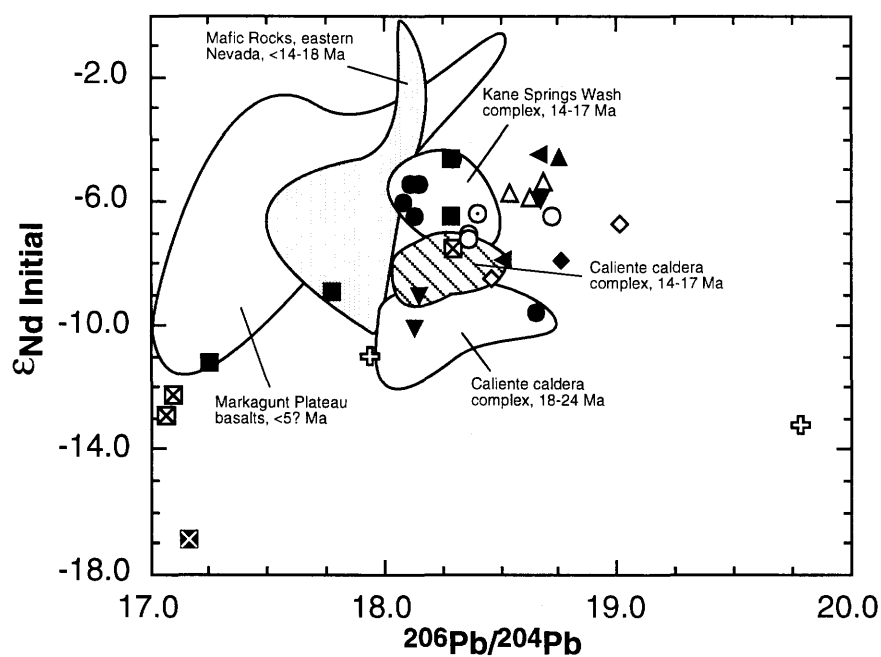 Mafic Rocks, eastern
Nevada, <14-18 Ma
-2.0
Kane Springs Wash
complex, 14-17 Ma
-6.0
εNd Initial
Caliente caldera
complex, 14-17 Ma
-10.0
Caliente caldera
complex, 18-24 Ma
Markagunt Plateau
basalts, <5? Ma
-14.0
-18.0
17.0 18.0 19.0 20.0
206Pb/204Pb